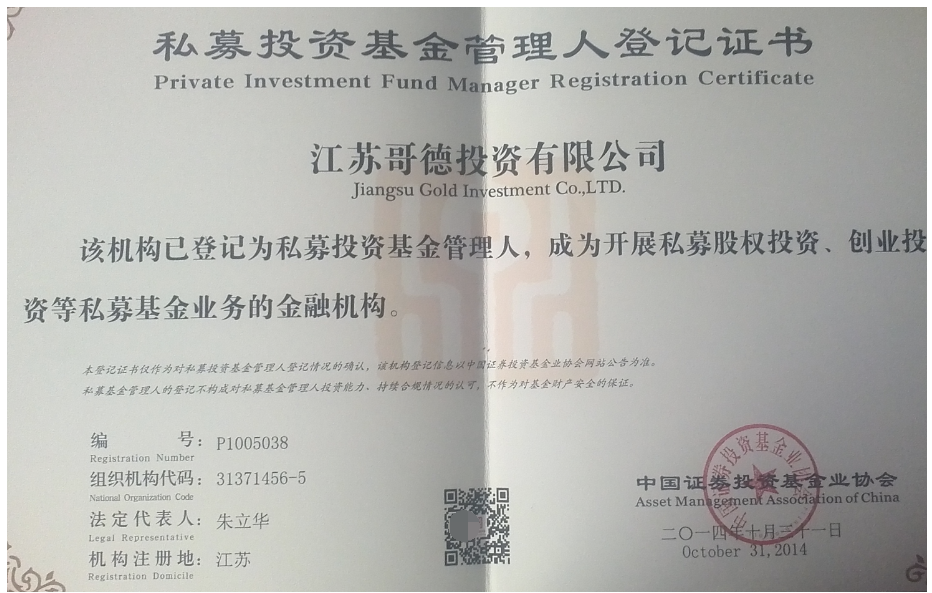 私募投资基金管理人登记证书
Private Investment Fund Manager Registration Certificate
江苏哥德投资有限公司
Jiangsu Gold Investment Co.,LTD.
该机构已登记为私募投资基金管理人，成为开展私募股权投资、创业投
资等私募基金业务的金融机构。
本登记证书仅作为对私募投资基金管理人登记情况的确认，该机构登记信息以中国证券投资基金业协会网站公告为准。
私募基金管理人的登记不构成对私募基金管理人投资能力、持续合规情况的认可，不作为对基金财产安全的保证。
编 号：P1005038
Registration Number
组织机构代码：31371456-5
National Organization Code
法定代表人：朱立华
Legal Representative
机构注册地：江苏
Registration Domicile
中国证券投资基金业协会
Asset Management Association of China
二〇一四年十月三十一日
October 31,2014